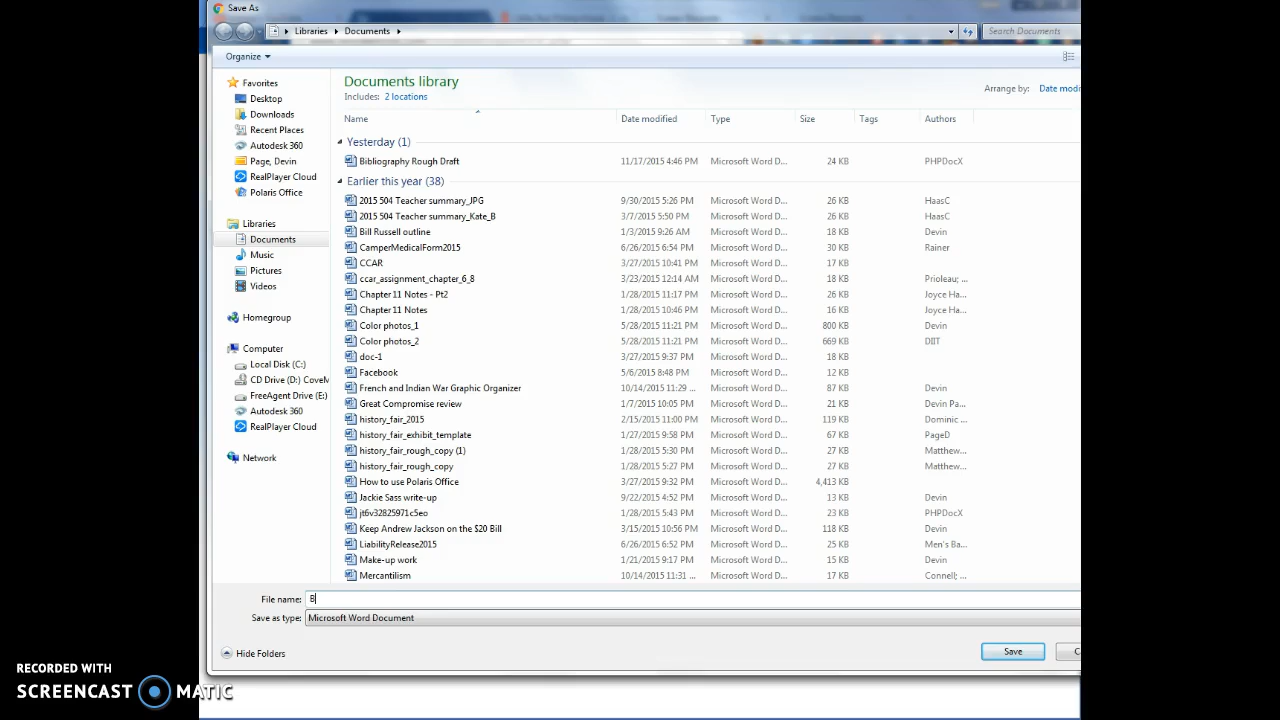 Save As
Libraries Documents
Search Documents
Organize
Documents library
Includes: 2 locations
Arrange by: Date modi
Name Date modified Type Size Tags Authors
Favorites
Desktop
Downloads
Recent Places
Autodesk 360
Page, Devin
RealPlayer Cloud
Polaris Office
Libraries
Documents
Music
Pictures
Videos
Homegroup
Computer
Local Disk (C:)
CD Drive (D:) CoveM
FreeAgent Drive (E:)
Autodesk 360
RealPlayer Cloud
Network
Yesterday (1)
Bibliography Rough Draft 11/17/2015 4:46 PM Microsoft Word D... 24 KB PHPDocX
Earlier this year (38)
2015 504 Teacher summary_JPG 9/30/2015 5:26 PM Microsoft Word D... 26 KB HaasC
2015 504 Teacher summary_Kate_B 3/7/2015 5:50 PM Microsoft Word D... 26 KB HaasC
Bill Russell outline 1/3/2015 9:26 AM Microsoft Word D... 18 KB Devin
CamperMedicalForm2015 6/26/2015 6:54 PM Microsoft Word D... 30 KB Rainer
CCAR 3/27/2015 10:41 PM Microsoft Word D... 17 KB
ccar_assignment_chapter_6_8 3/23/2015 12:14 AM Microsoft Word D... 18 KB Prioleau; ...
Chapter 11 Notes - Pt2 1/28/2015 11:17 PM Microsoft Word D... 26 KB Joyce Ha...
Chapter 11 Notes 1/28/2015 10:46 PM Microsoft Word D... 16 KB Joyce Ha...
Color photos_1 5/28/2015 11:21 PM Microsoft Word D... 800 KB Devin
Color photos_2 5/28/2015 11:21 PM Microsoft Word D... 669 KB DIIT
doc-1 3/27/2015 9:37 PM Microsoft Word D... 18 KB
Facebook 5/6/2015 8:48 PM Microsoft Word D... 12 KB
French and Indian War Graphic Organizer 10/14/2015 11:29 ... Microsoft Word D... 87 KB Devin
Great Compromise review 1/7/2015 10:05 PM Microsoft Word D... 21 KB Devin Pa...
history_fair_2015 2/15/2015 11:00 PM Microsoft Word D... 119 KB Dominic ...
history_fair_exhibit_template 1/27/2015 9:58 PM Microsoft Word D... 67 KB PageD
history_fair_rough_copy (1) 1/28/2015 5:30 PM Microsoft Word D... 27 KB Matthew...
history_fair_rough_copy 1/28/2015 5:27 PM Microsoft Word D... 27 KB Matthew...
How to use Polaris Office 3/27/2015 9:32 PM Microsoft Word D... 4,413 KB
Jackie Sass write-up 9/22/2015 4:52 PM Microsoft Word D... 13 KB Devin
jt6v32825971c5eo 1/28/2015 5:43 PM Microsoft Word D... 23 KB PHPDocX
Keep Andrew Jackson on the $20 Bill 3/15/2015 10:56 PM Microsoft Word D... 118 KB Devin
LiabilityRelease2015 6/26/2015 6:52 PM Microsoft Word D... 25 KB Men's Ba...
Make-up work 1/21/2015 9:17 PM Microsoft Word D... 15 KB Devin
Mercantilism 10/14/2015 11:31 ... Microsoft Word D... 17 KB Connell; ...
File name: B
Save as type: Microsoft Word Document
Hide Folders
Save
C
RECORDED WITH
SCREENCAST MATIC